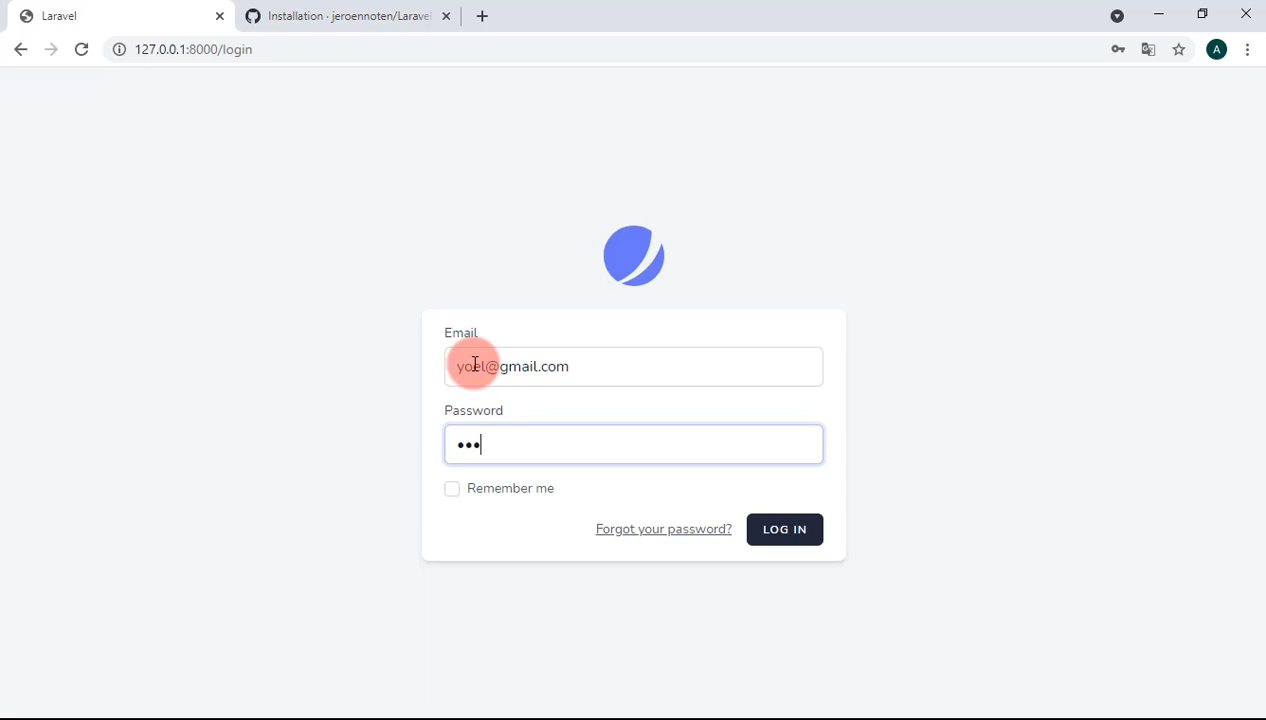 Laravel
Installation · jeroennoten/Laravel
127.0.0.1:8000/login
A
Email
yoel@gmail.com
Password
•••
Remember me
Forgot your password?
LOG IN